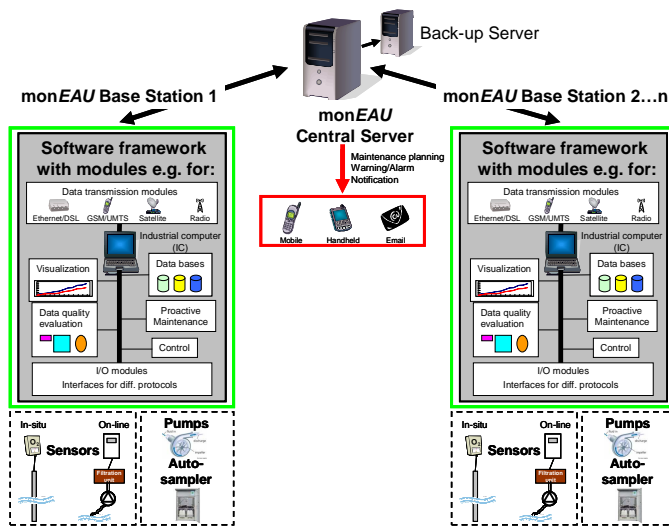 Back-up Server
monEAU Base Station 1
monEAU Base Station 2...n
monEAU
Central Server
Maintenance planning
Warning/Alarm
Notification
Mobile
Handheld
Email
Software framework
with modules e.g. for:
Data transmission modules
Ethernet/DSL
GSM/UMTS
Satellite
Radio
Industrial computer
(IC)
Visualization
Data bases
Data quality
evaluation
Proactive
Maintenance
Control
I/O modules
Interfaces for diff. protocols
In-situ
On-line
Sensors
Filtration
unit
Pumps
Auto-
sampler
Software framework
with modules e.g. for:
Data transmission modules
Ethernet/DSL
GSM/UMTS
Satellite
Radio
Industrial computer
(IC)
Visualization
Data bases
Data quality
evaluation
Proactive
Maintenance
Control
I/O modules
Interfaces for diff. protocols
In-situ
On-line
Sensors
Filtration
unit
Pumps
Auto-
sampler